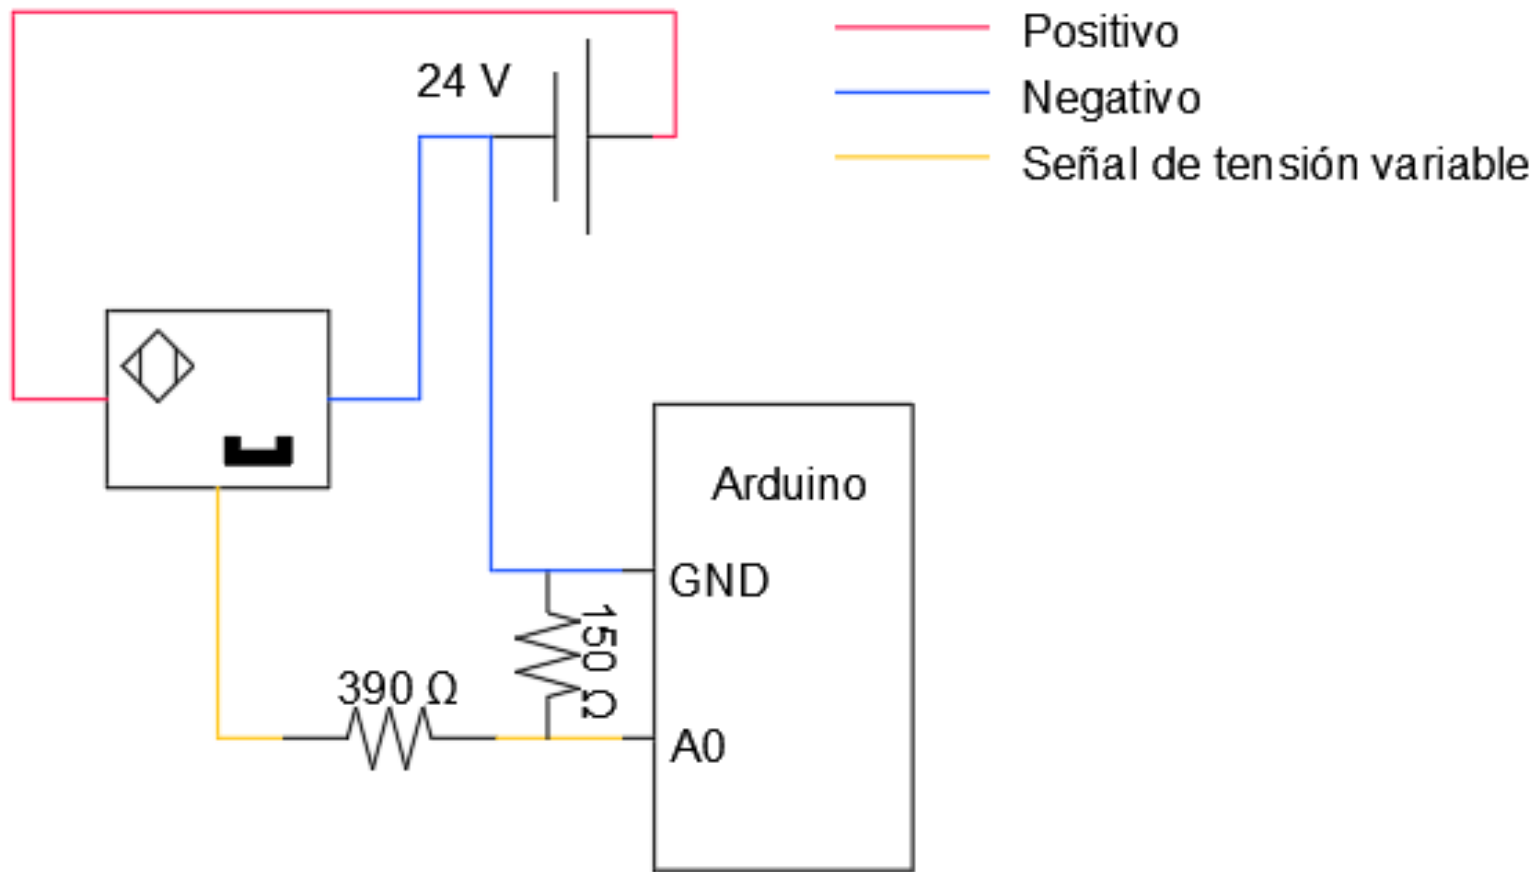 24 V
Positivo
Negativo
Señal de tensión variable
Arduino
GND
150 Ω
390 Ω
A0